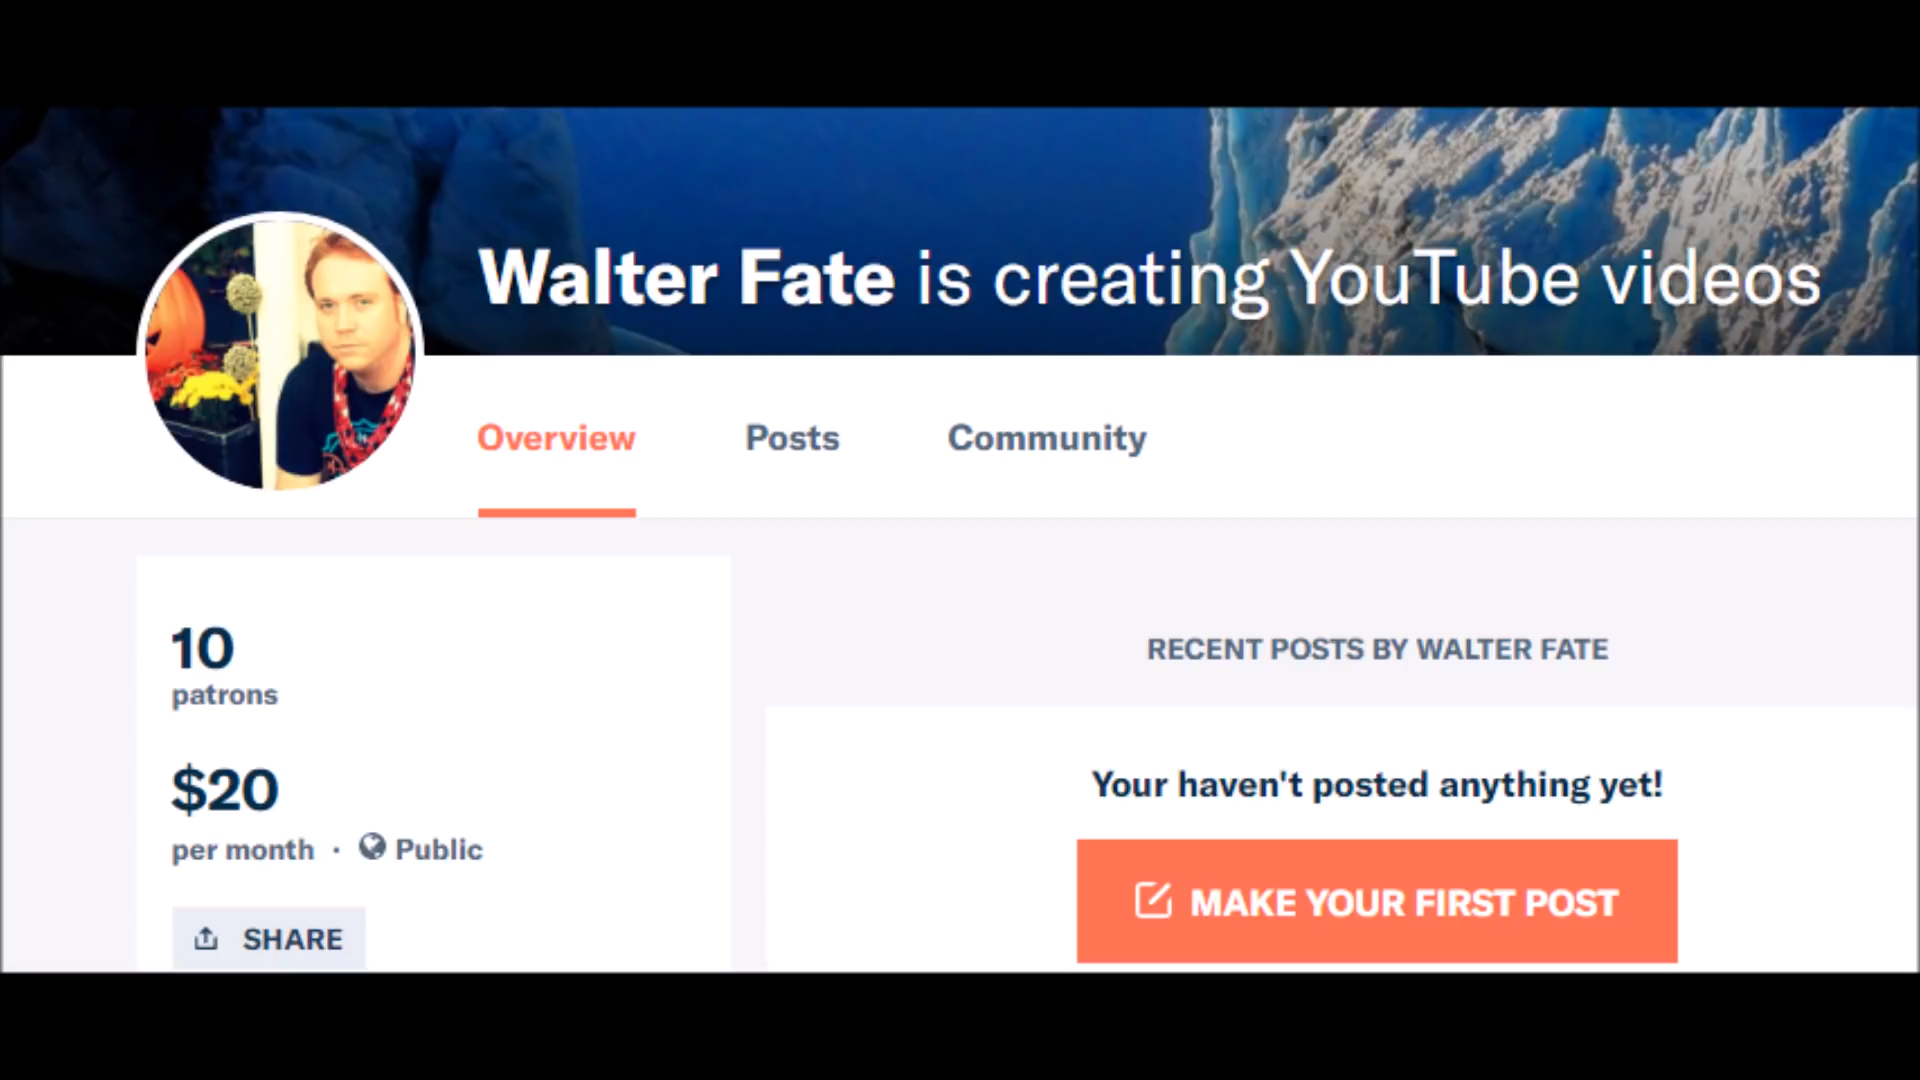 Walter Fate is creating YouTube videos
Overview Posts Community
10
patrons
$20
per month · Public
SHARE
RECENT POSTS BY WALTER FATE
Your haven't posted anything yet!
MAKE YOUR FIRST POST